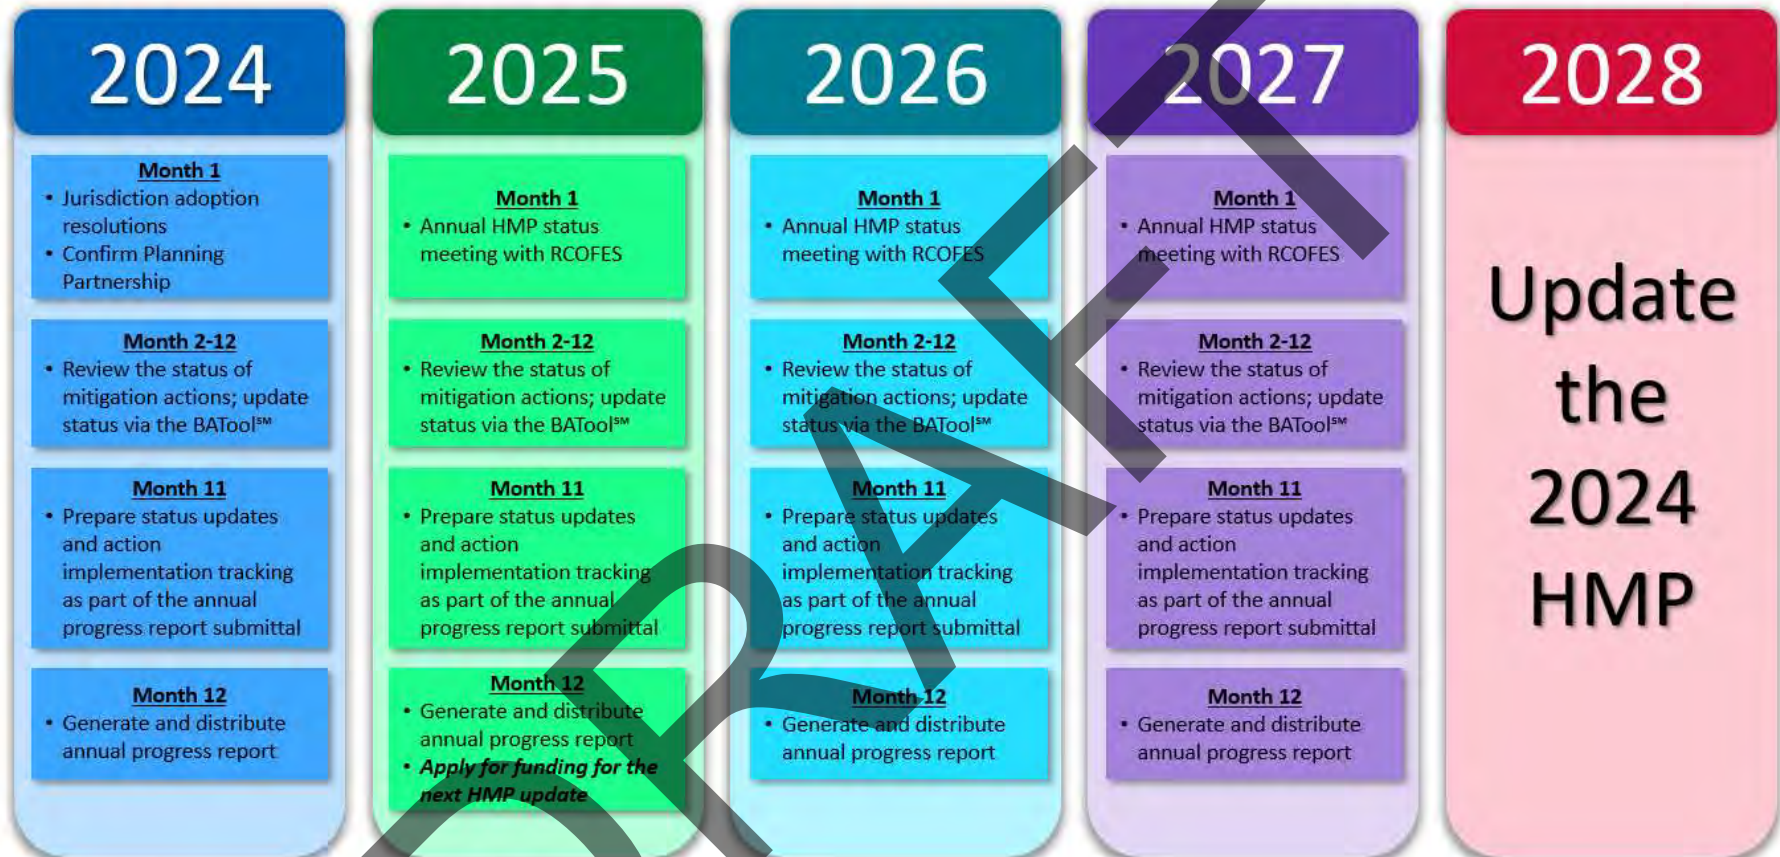 2024
Month 1
• Jurisdiction adoption
resolutions
• Confirm Planning
Partnership
Month 2-12
• Review the status of
mitigation actions; update
status via the BAToolSM
Month 11
• Prepare status updates
and action
implementation tracking
as part of the annual
progress report submittal
Month 12
• Generate and distribute
annual progress report
2025
Month 1
• Annual HMP status
meeting with RCOFES
Month 2-12
• Review the status of
mitigation actions; update
status via the BAToolSM
Month 11
• Prepare status updates
and action
implementation tracking
as part of the annual
progress report submittal
Month 12
• Generate and distribute
annual progress report
• Apply for funding for the
next HMP update
2026
Month 1
• Annual HMP status
meeting with RCOFES
Month 2-12
• Review the status of
mitigation actions; update
status via the BAToolSM
Month 11
• Prepare status updates
and action
implementation tracking
as part of the annual
progress report submittal
Month 12
• Generate and distribute
annual progress report
2027
Month 1
• Annual HMP status
meeting with RCOFES
Month 2-12
• Review the status of
mitigation actions; update
status via the BAToolSM
Month 11
• Prepare status updates
and action
implementation tracking
as part of the annual
progress report submittal
Month 12
• Generate and distribute
annual progress report
2028
Update
the
2024
HMP
DRAFT